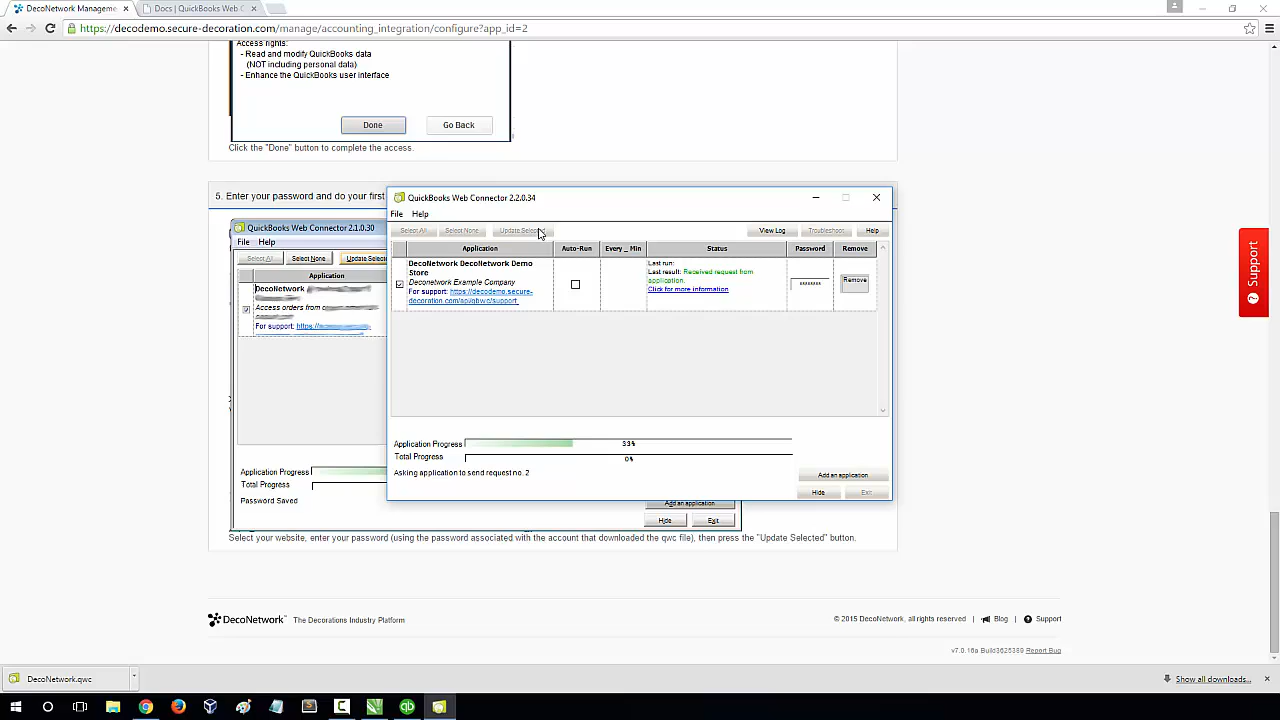 DecoNetwork Manageme
Docs | QuickBooks Web C
https://decodemo.secure-decoration.com/manage/accounting_integration/configure?app_id=2
Access rights:
- Read and modify QuickBooks data
(NOT including personal data)
- Enhance the QuickBooks user interface
Done
Go Back
Click the "Done" button to complete the access.
5. Enter your password and do your first
QuickBooks Web Connector 2.1.0.30
File Help
Select All Select None Update Selecte
Application
DecoNetwork
Access orders from
For support: https://
Application Progress
Total Progress
Password Saved
Add an application
Hide Exit
QuickBooks Web Connector 2.2.0.34
File Help
Select All Select None Update Selected View Log Troubleshoot Help
Application Auto-Run Every _ Min Status Password Remove
DecoNetwork DecoNetwork Demo
Store
Deconetwork Example Company
For support: https://decodemo.secure-
decoration.com/api/qbwc/support
Last run:
Last result: Received request from
application.
Click for more information
********
Remove
Application Progress 33%
Total Progress 0%
Asking application to send request no. 2
Add an application
Hide Exit
Select your website, enter your password (using the password associated with the account that downloaded the qwc file), then press the "Update Selected" button.
Support
DecoNetwork The Decorations Industry Platform
© 2015 DecoNetwork, all rights reserved | Blog | Support
v7.0.16a Build3625389 Report Bug
DecoNetwork.qwc
Show all downloads...